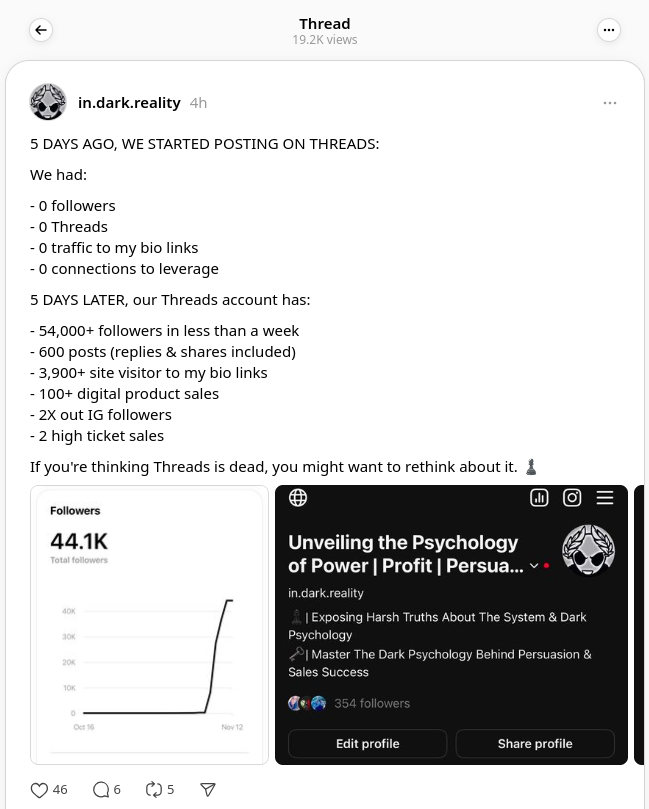 Thread
19.2K views
in.dark.reality 4h
5 DAYS AGO, WE STARTED POSTING ON THREADS:
We had:
- 0 followers
- 0 Threads
- 0 traffic to my bio links
- 0 connections to leverage
5 DAYS LATER, our Threads account has:
- 54,000+ followers in less than a week
- 600 posts (replies & shares included)
- 3,900+ site visitor to my bio links
- 100+ digital product sales
- 2X out IG followers
- 2 high ticket sales
If you're thinking Threads is dead, you might want to rethink about it. ♟️
Followers
44.1K
Total followers
40K
30K
20K
10K
0
Oct 16 Nov 12
Unveiling the Psychology
of Power | Profit | Persua...
in.dark.reality
♟️| Exposing Harsh Truths About The System & Dark
Psychology
🗝️| Master The Dark Psychology Behind Persuasion &
Sales Success
354 followers
Edit profile Share profile
46 6 5